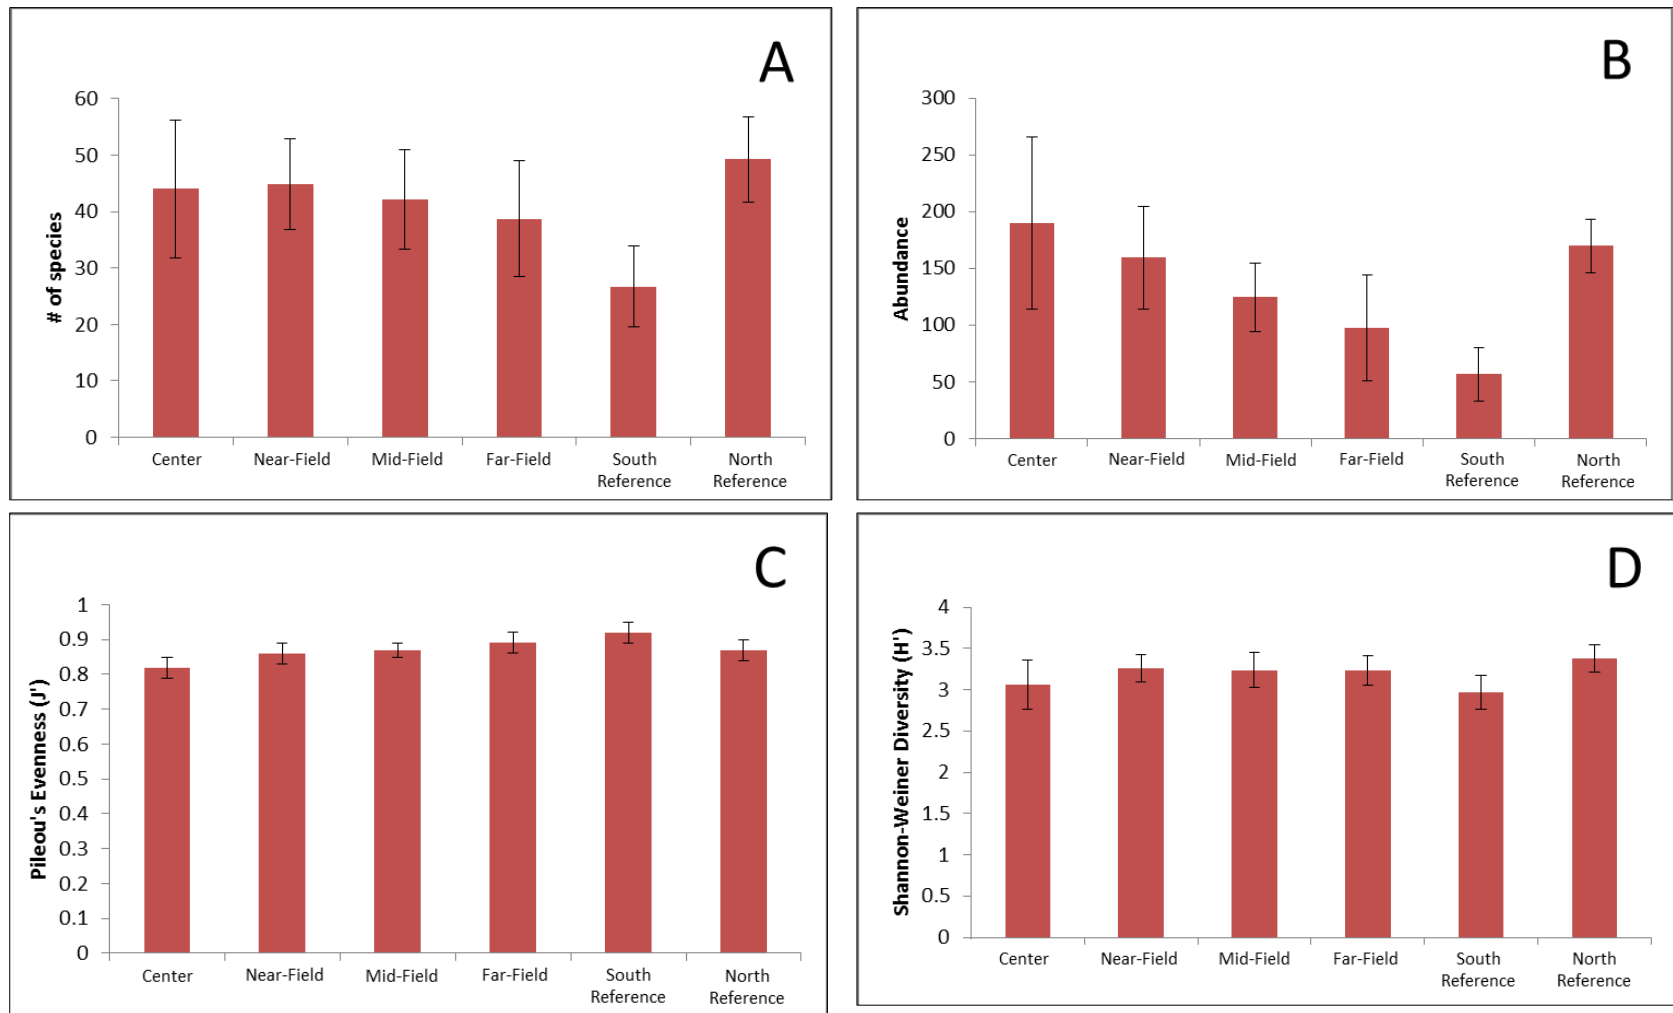 A
# of species
60
50
40
30
20
10
0
Center
Near-Field
Mid-Field
Far-Field
South
Reference
North
Reference
B
Abundance
300
250
200
150
100
50
0
Center
Near-Field
Mid-Field
Far-Field
South
Reference
North
Reference
C
Pileou's Evenness (J')
1
0.9
0.8
0.7
0.6
0.5
0.4
0.3
0.2
0.1
0
Center
Near-Field
Mid-Field
Far-Field
South
Reference
North
Reference
D
Shannon-Weiner Diversity (H')
4
3.5
3
2.5
2
1.5
1
0.5
0
Center
Near-Field
Mid-Field
Far-Field
South
Reference
North
Reference